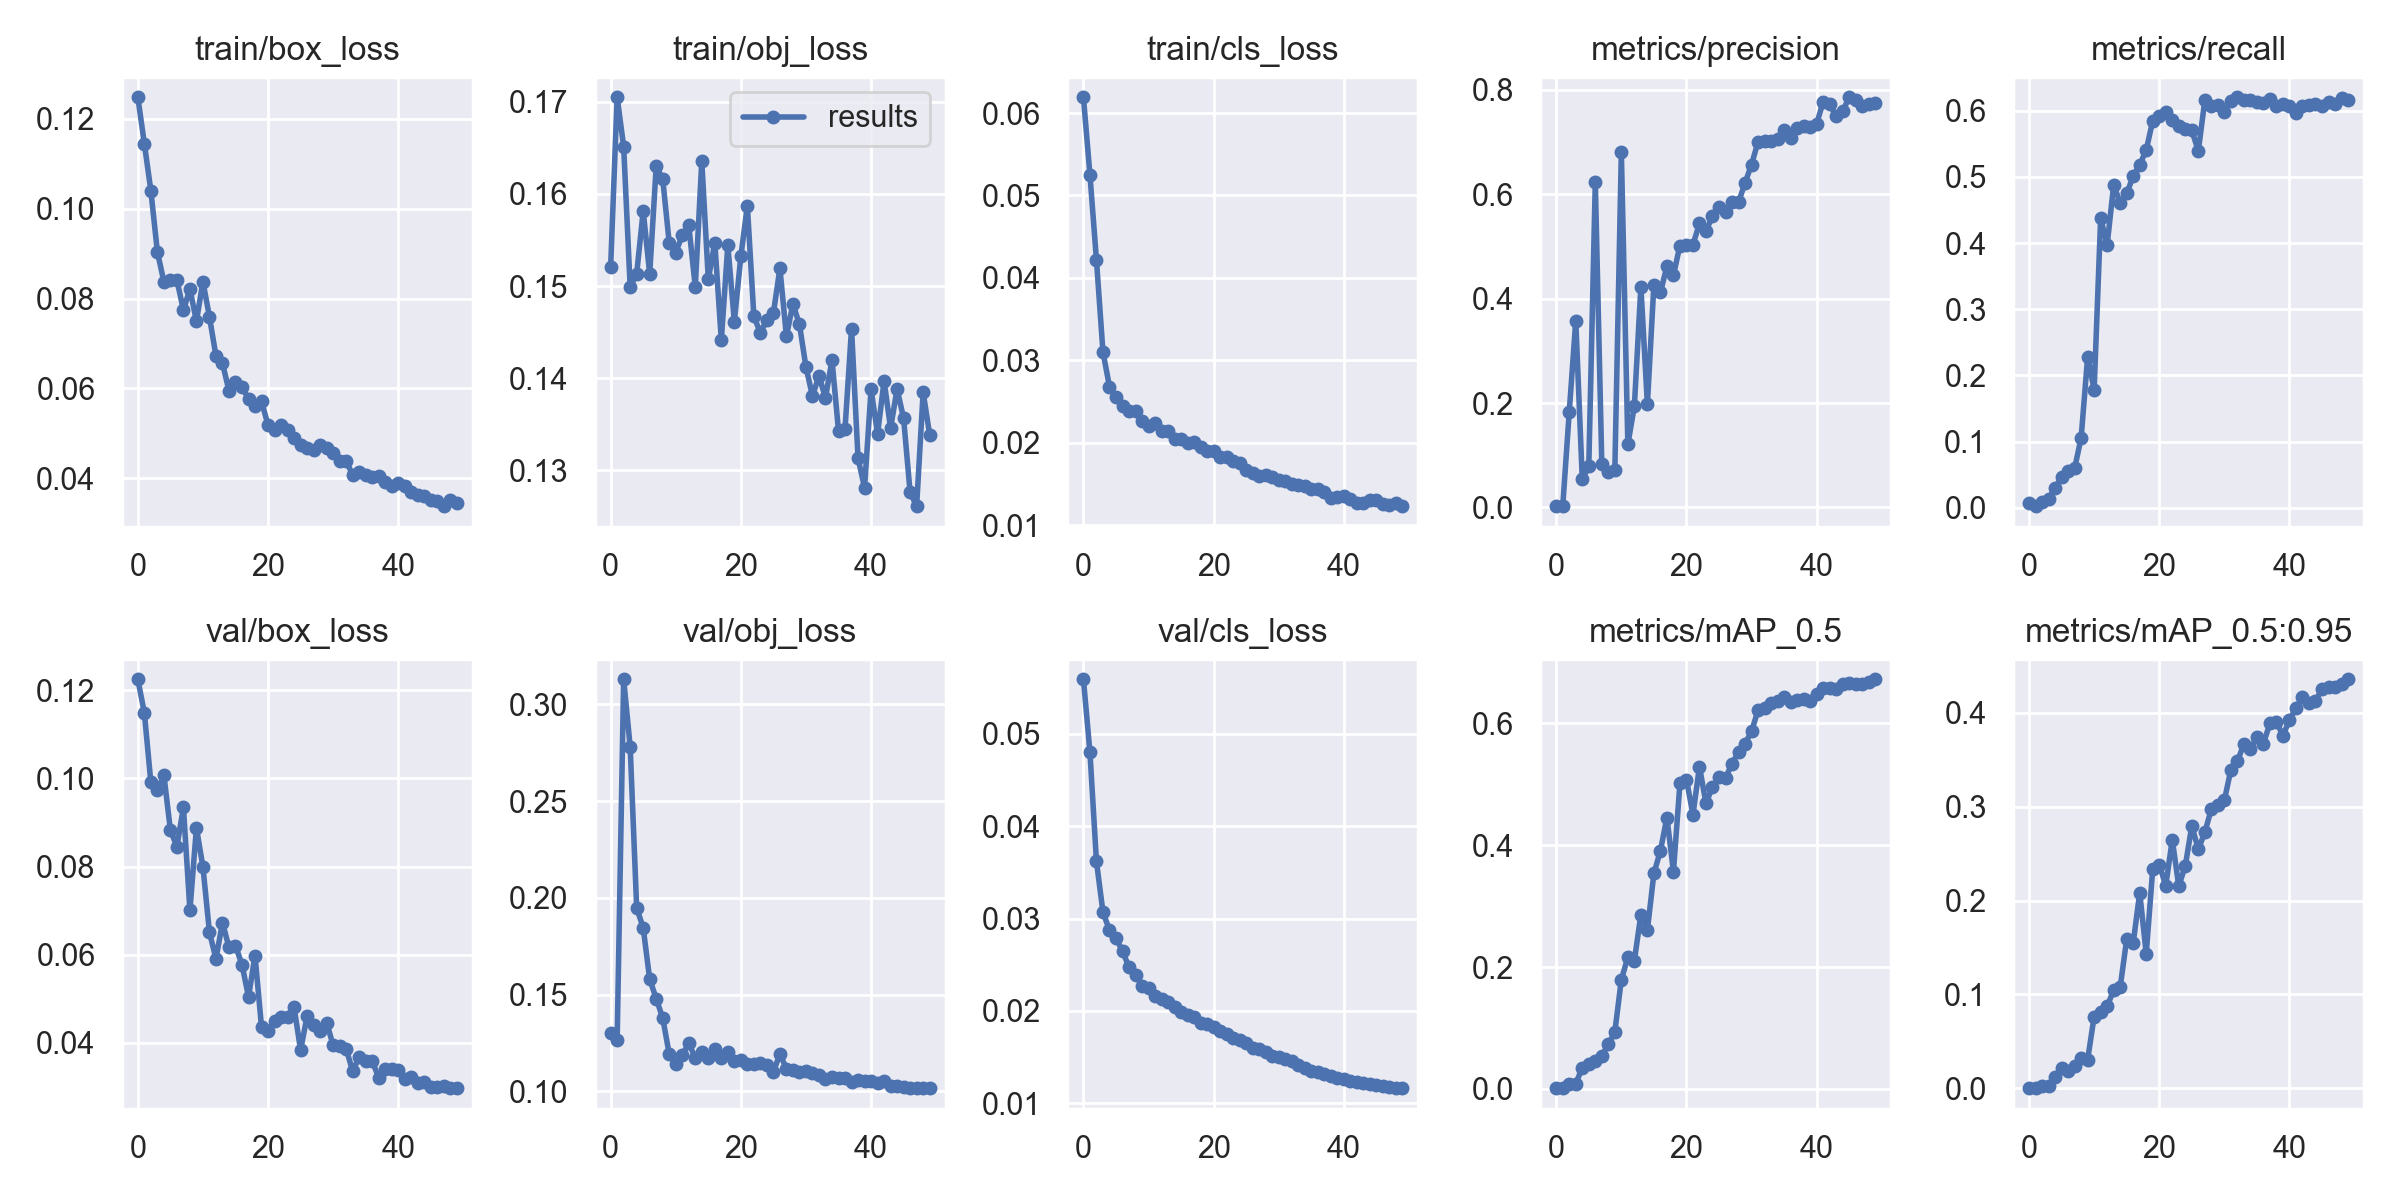 train/box_loss
train/obj_loss
train/cls_loss
metrics/precision
metrics/recall
0.12
0.10
0.08
0.06
0.04
0 20 40
results
0.17
0.16
0.15
0.14
0.13
0 20 40
0.06
0.05
0.04
0.03
0.02
0.01
0 20 40
0.8
0.6
0.4
0.2
0.0
0 20 40
0.6
0.5
0.4
0.3
0.2
0.1
0.0
0 20 40
val/box_loss
val/obj_loss
val/cls_loss
metrics/mAP_0.5
metrics/mAP_0.5:0.95
0.12
0.10
0.08
0.06
0.04
0 20 40
0.30
0.25
0.20
0.15
0.10
0 20 40
0.05
0.04
0.03
0.02
0.01
0 20 40
0.6
0.4
0.2
0.0
0 20 40
0.4
0.3
0.2
0.1
0.0
0 20 40